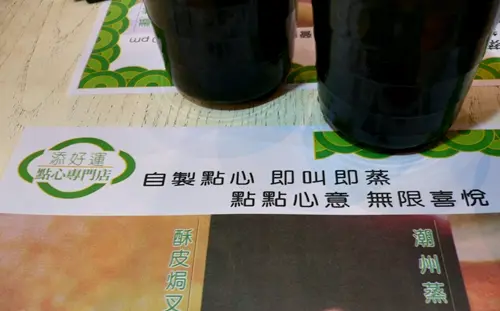 添好運
點心專門店
自製點心 即叫即蒸
點點心意 無限喜悅
酥皮焗叉
潮州蒸
pm